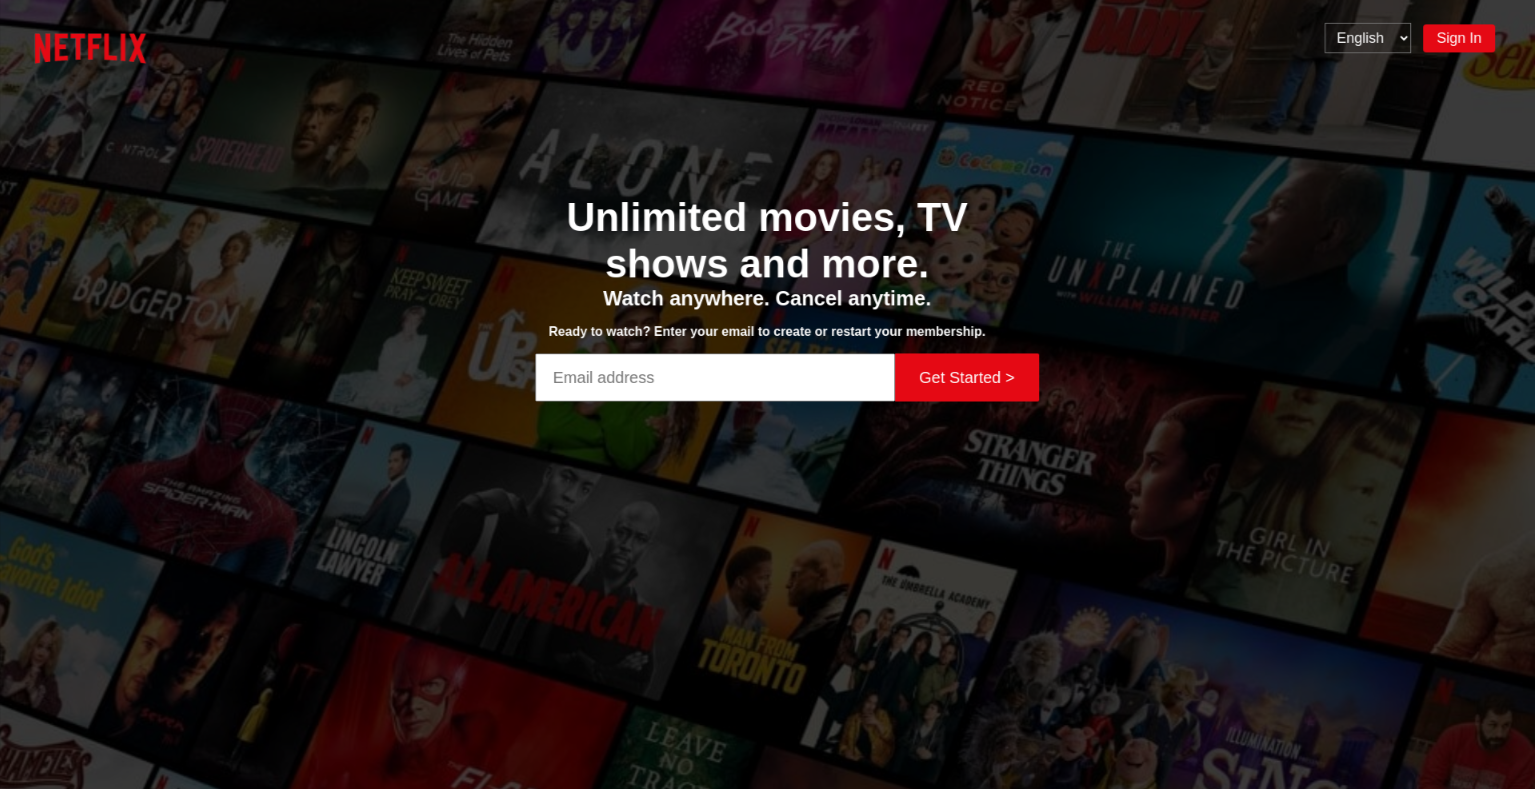 NETFLIX
English
Sign In
The Hidden
Lives of Pets
BOO, BITCH
DADDY
RED
NOTICE
CONTROL Z
SPIDERHEAD
SQUID
GAME
ALONE
MEAN
CoComelon
THE
UNXPLAINED
WITH WILLIAM SHATNER
BRIDGERTON
KEEP SWEET
PRAY AND OBEY
Unlimited movies, TV
shows and more.
Watch anywhere. Cancel anytime.
Ready to watch? Enter your email to create or restart your membership.
Email address
Get Started >
THE AMAZING
SPIDER-MAN
THE
LINCOLN
LAWYER
STRANGER
THINGS
GIRL IN
THE PICTURE
God's
Favorite Idiot
ALL AMERICAN
MAN FROM
TORONTO
THE UMBRELLA ACADEMY
SEVEN
LEAVE
NO
ILLUMINATION